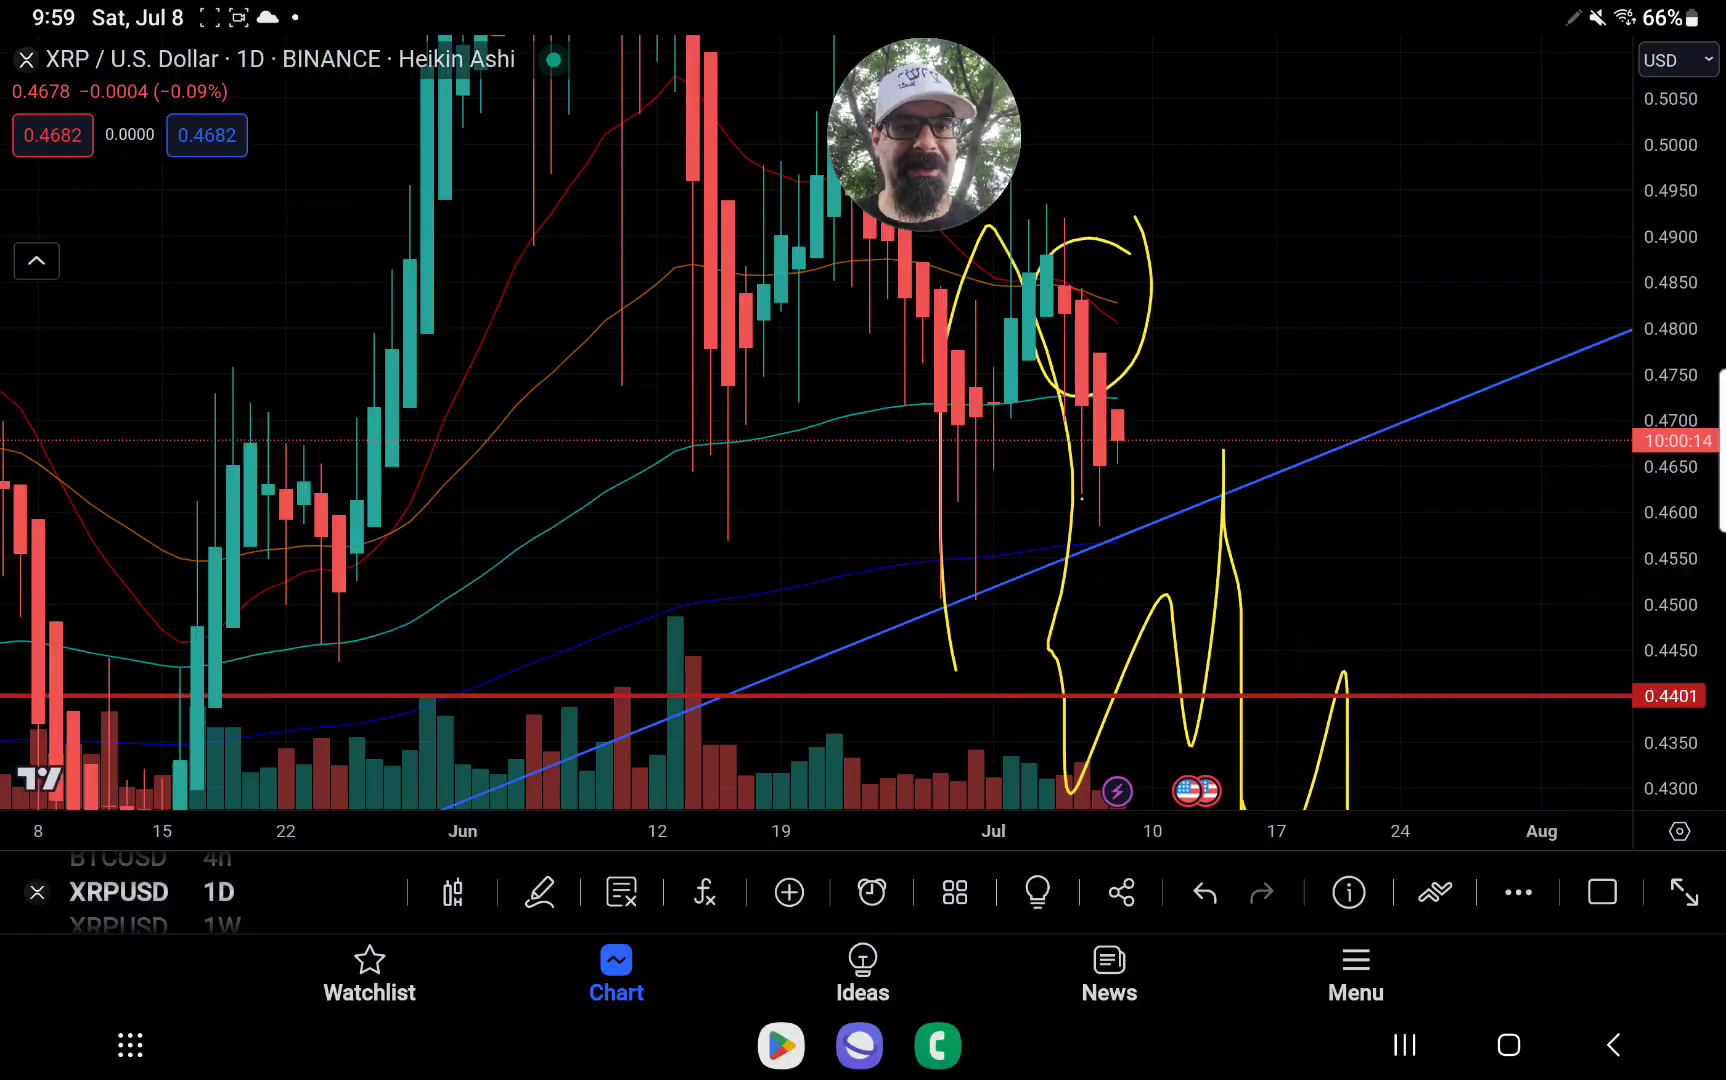 9:59 Sat, Jul 8
66%
XRP / U.S. Dollar · 1D · BINANCE · Heikin Ashi
USD
0.4678 −0.0004 (−0.09%)
0.4682 0.0000 0.4682
0.5050
0.5000
0.4950
0.4900
0.4850
0.4800
0.4750
0.4700
10:00:14
0.4650
0.4600
0.4550
0.4500
0.4450
0.4401
0.4350
0.4300
8 15 22 Jun 12 19 Jul 10 17 24 Aug
BTCUSD 4h
XRPUSD 1D
XRPUSD 1W
Watchlist Chart Ideas News Menu